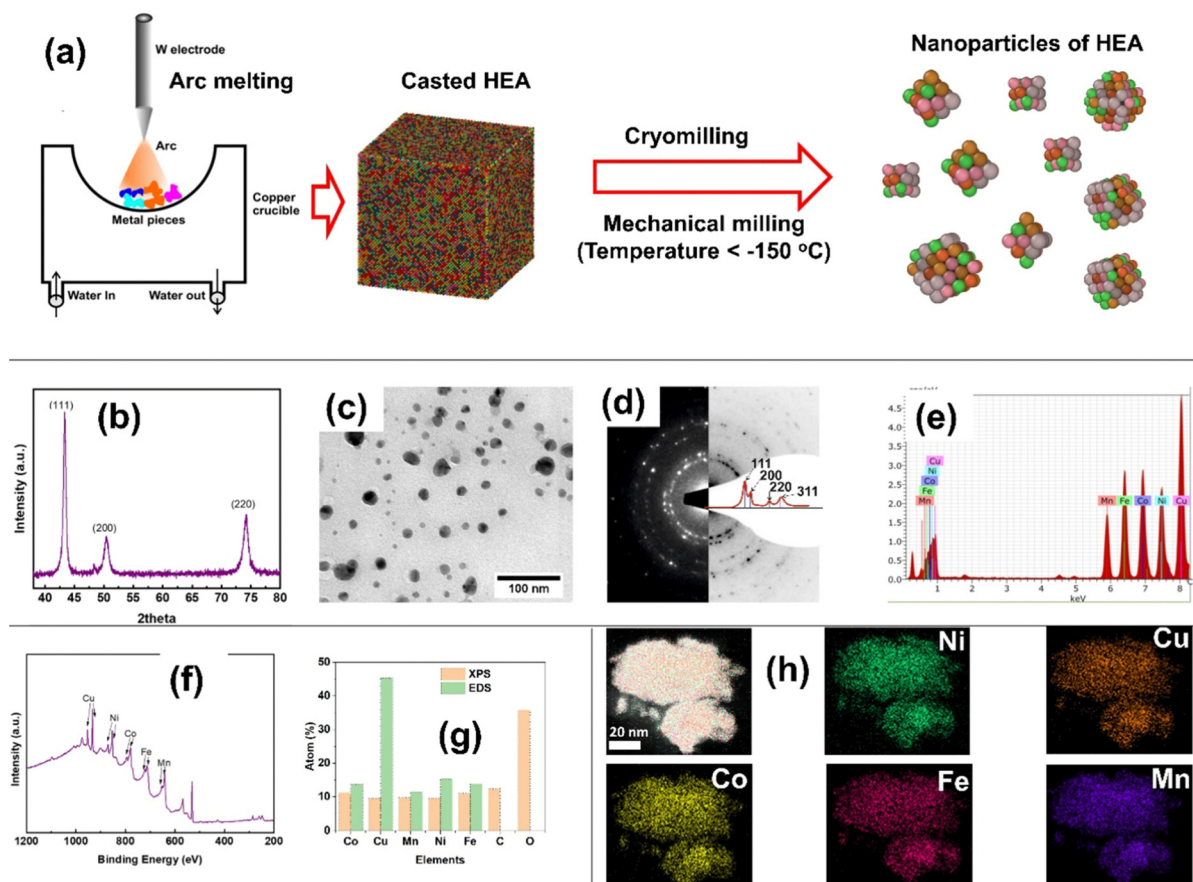 (a)
W electrode
Arc melting
Arc
Metal pieces
Copper
crucible
Water In
Water out
Casted HEA
Cryomilling
Mechanical milling
(Temperature < -150 °C)
Nanoparticles of HEA
(b)
(111)
(200)
(220)
Intensity (a.u.)
40 45 50 55 60 65 70 75 80
2theta
(c)
100 nm
(d)
111
200
220
311
(e)
4.5
4.0
3.5
3.0
2.5
2.0
1.5
1.0
0.5
0.0
Cu
Ni
Co
Fe
Mn
Mn Fe Co Ni Cu
1 2 3 4 5 6 7 8
keV
(f)
Cu
Ni
Co
Fe
Mn
Intensity (a.u.)
1200 1000 800 600 400 200
Binding Energy (eV)
(g)
XPS
EDS
Atom (%)
50
40
30
20
10
0
Co Cu Mn Ni Fe C O
Elements
(h)
20 nm
Ni
Cu
Co
Fe
Mn